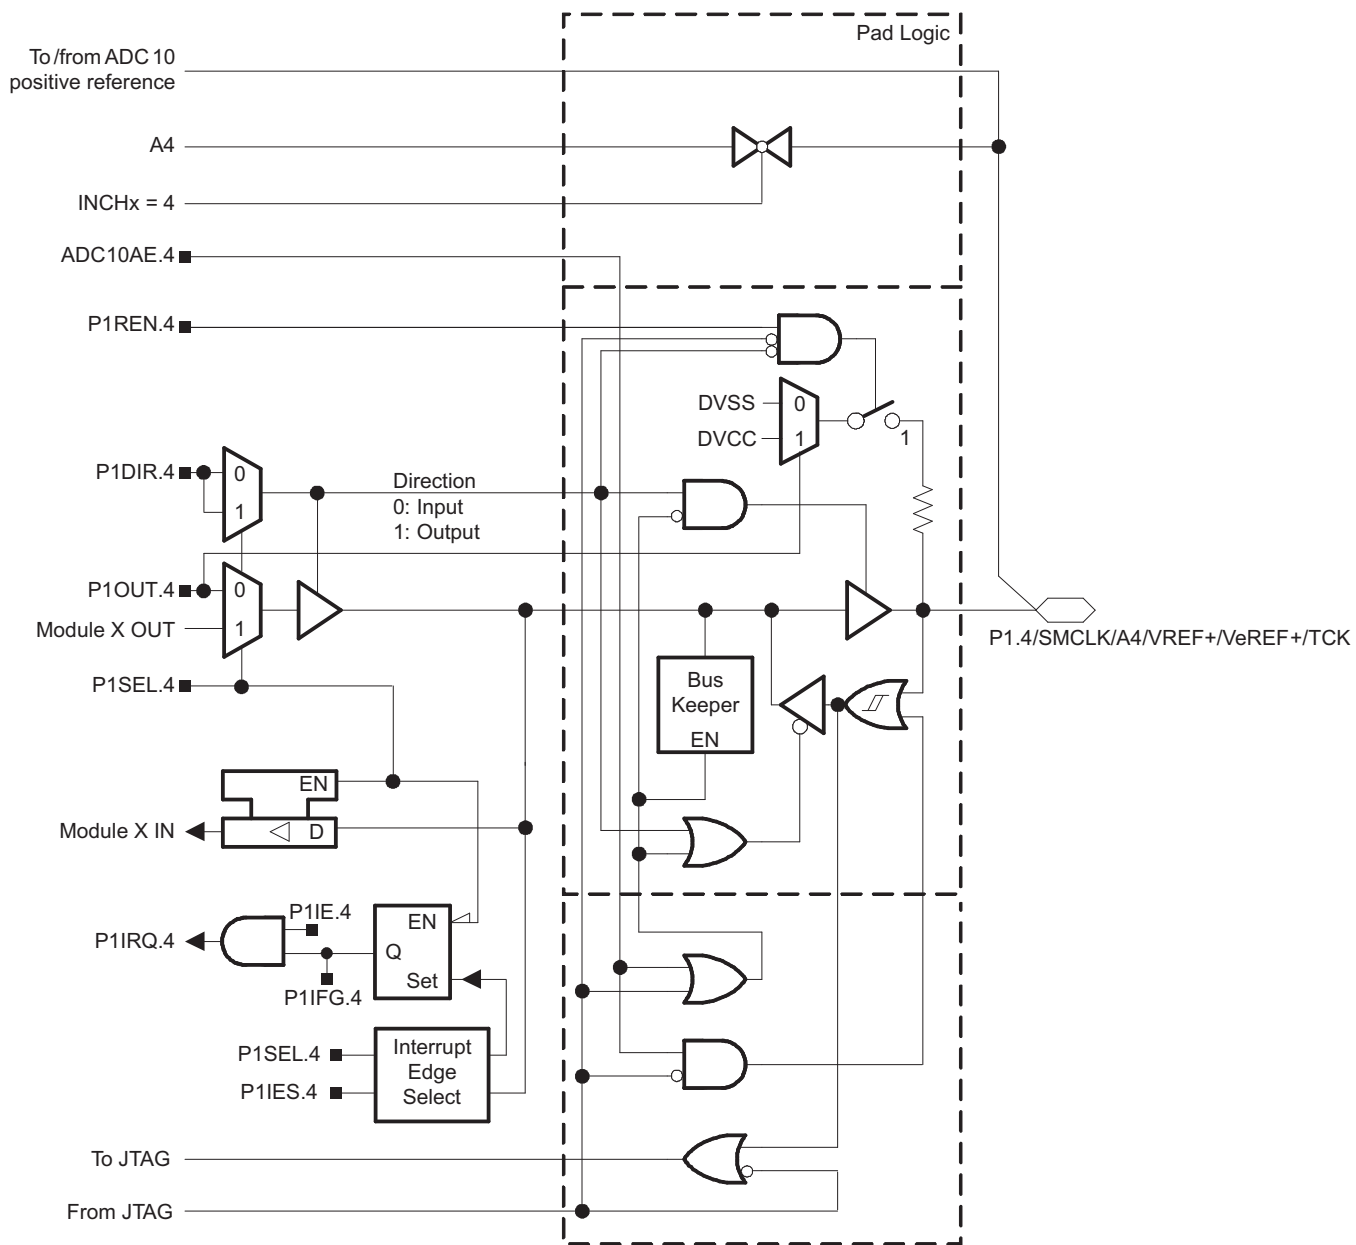 Pad Logic
To/from ADC 10
positive reference
A4
INCHx = 4
ADC10AE.4
P1REN.4
DVSS
0
DVCC
1
1
P1DIR.4
0
1
Direction
0: Input
1: Output
P1OUT.4
0
Module X OUT
1
P1.4/SMCLK/A4/VREF+/VeREF+/TCK
P1SEL.4
Bus
Keeper
EN
EN
Module X IN
D
P1IE.4
P1IRQ.4
EN
Q
Set
P1IFG.4
P1SEL.4
P1IES.4
Interrupt
Edge
Select
To JTAG
From JTAG